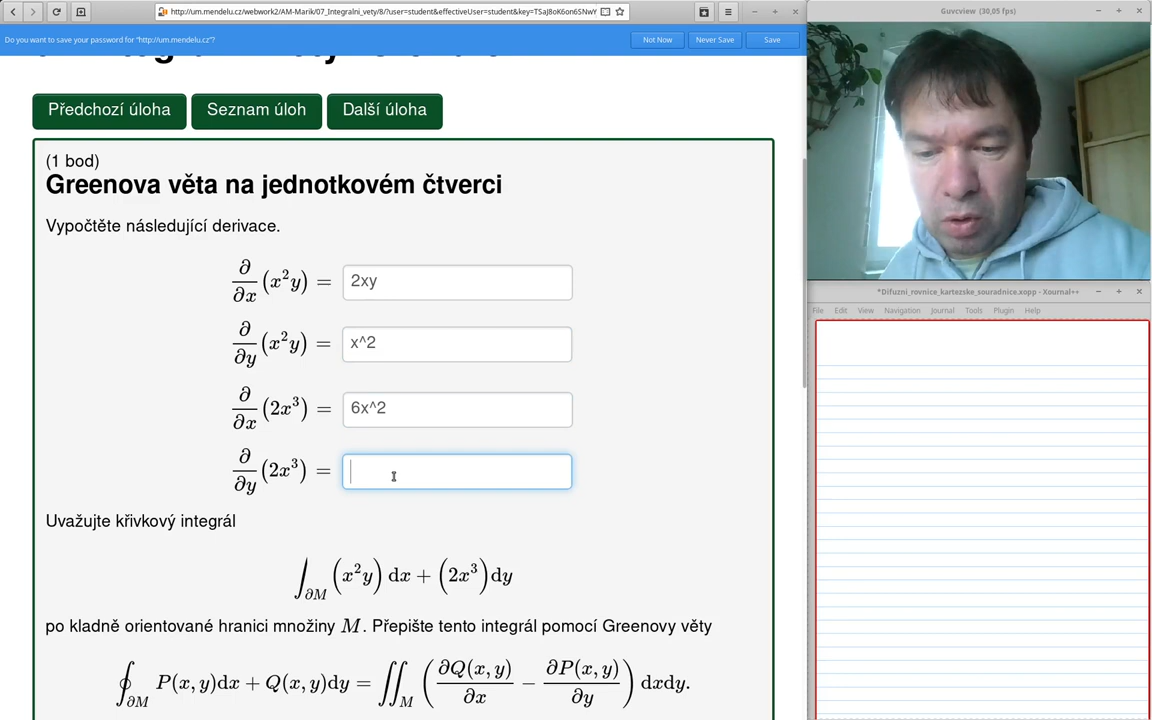 http://um.mendelu.cz/webwork2/AM-Marik/07_Integralni_vety/8/?user=student&effectiveUser=student&key=TSaJ8oK6on6SNwY
Do you want to save your password for "http://um.mendelu.cz"?
Not Now
Never Save
Save
Předchozí úloha
Seznam úloh
Další úloha
(1 bod)
Greenova věta na jednotkovém čtverci
Vypočtěte následující derivace.
∂/∂x (x²y) = 2xy
∂/∂y (x²y) = x^2
∂/∂x (2x³) = 6x^2
∂/∂y (2x³) =
Uvažujte křivkový integrál
∫_∂M (x²y) dx + (2x³) dy
po kladně orientované hranici množiny M. Přepište tento integrál pomocí Greenovy věty
∮_∂M P(x, y)dx + Q(x, y)dy = ∬_M (∂Q(x, y)/∂x − ∂P(x, y)/∂y) dxdy.
Guvcview (30,05 fps)
*Difuzni_rovnice_kartezske_souradnice.xopp - Xournal++
File Edit View Navigation Journal Tools Plugin Help